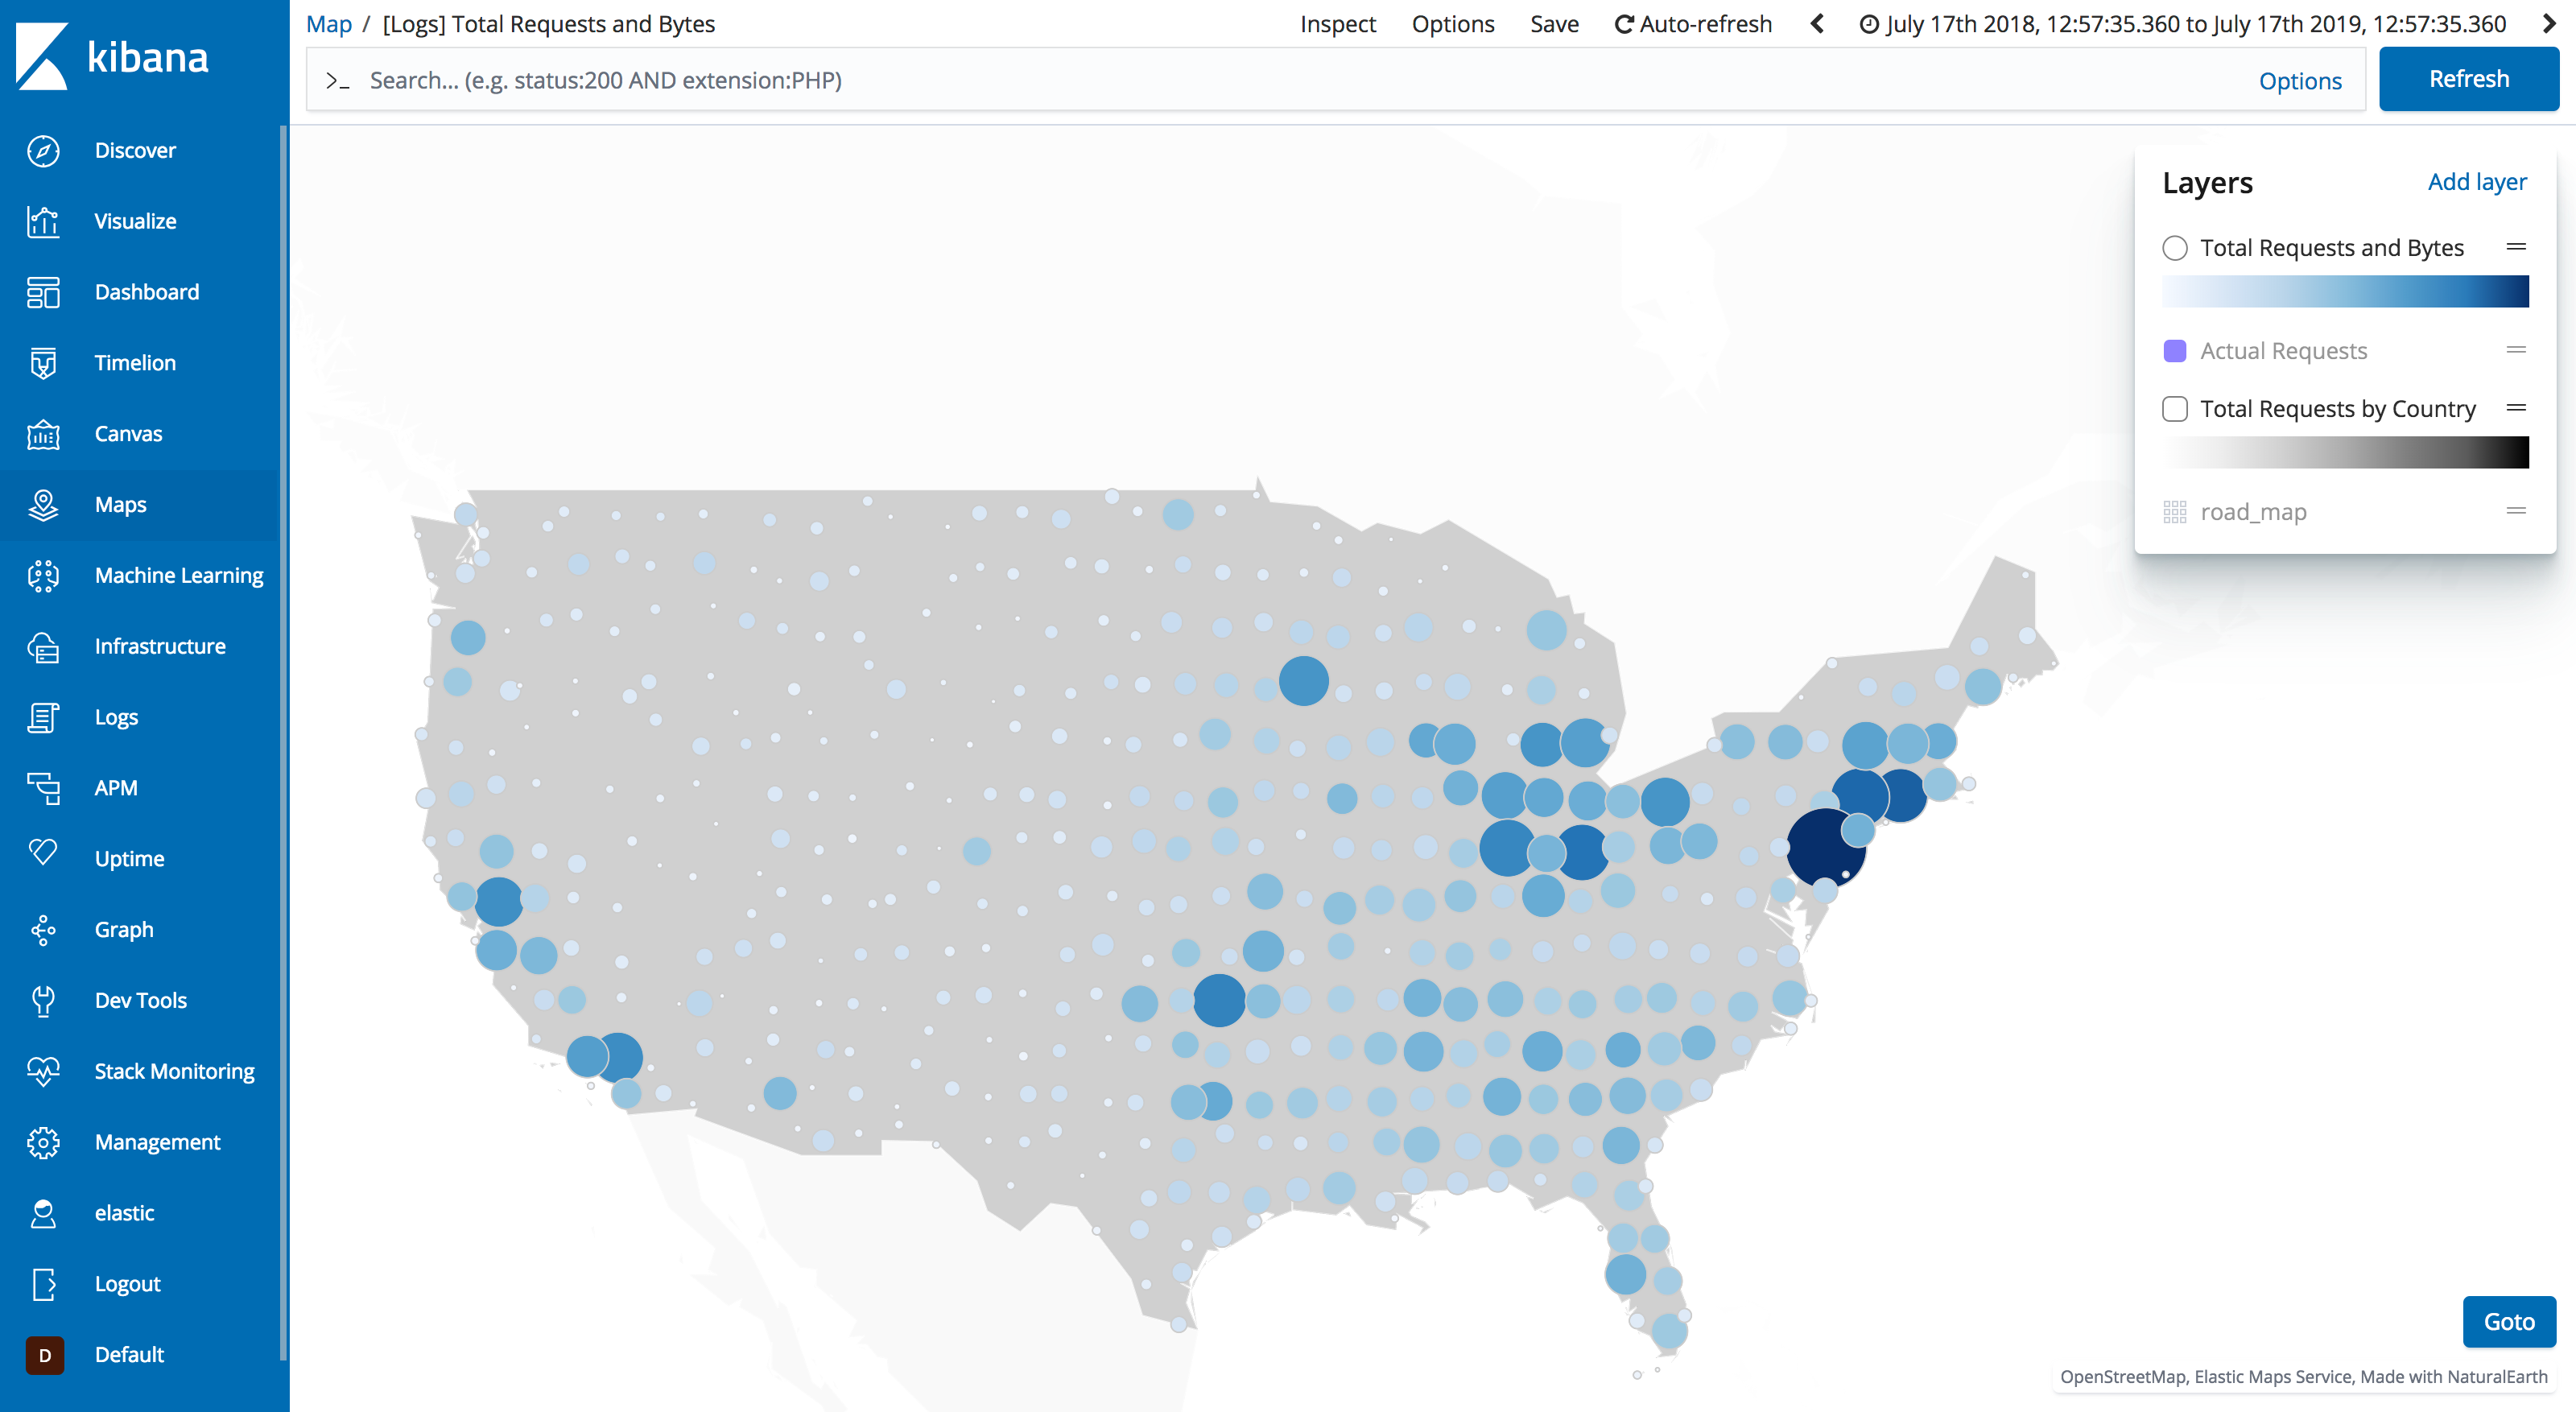 kibana
Discover
Visualize
Dashboard
Timelion
Canvas
Maps
Machine Learning
Infrastructure
Logs
APM
Uptime
Graph
Dev Tools
Stack Monitoring
Management
elastic
Logout
D Default
Map / [Logs] Total Requests and Bytes
Inspect Options Save Auto-refresh July 17th 2018, 12:57:35.360 to July 17th 2019, 12:57:35.360
>_ Search... (e.g. status:200 AND extension:PHP) Options Refresh
Layers Add layer
Total Requests and Bytes
Actual Requests
Total Requests by Country
road_map
Goto
OpenStreetMap, Elastic Maps Service, Made with NaturalEarth